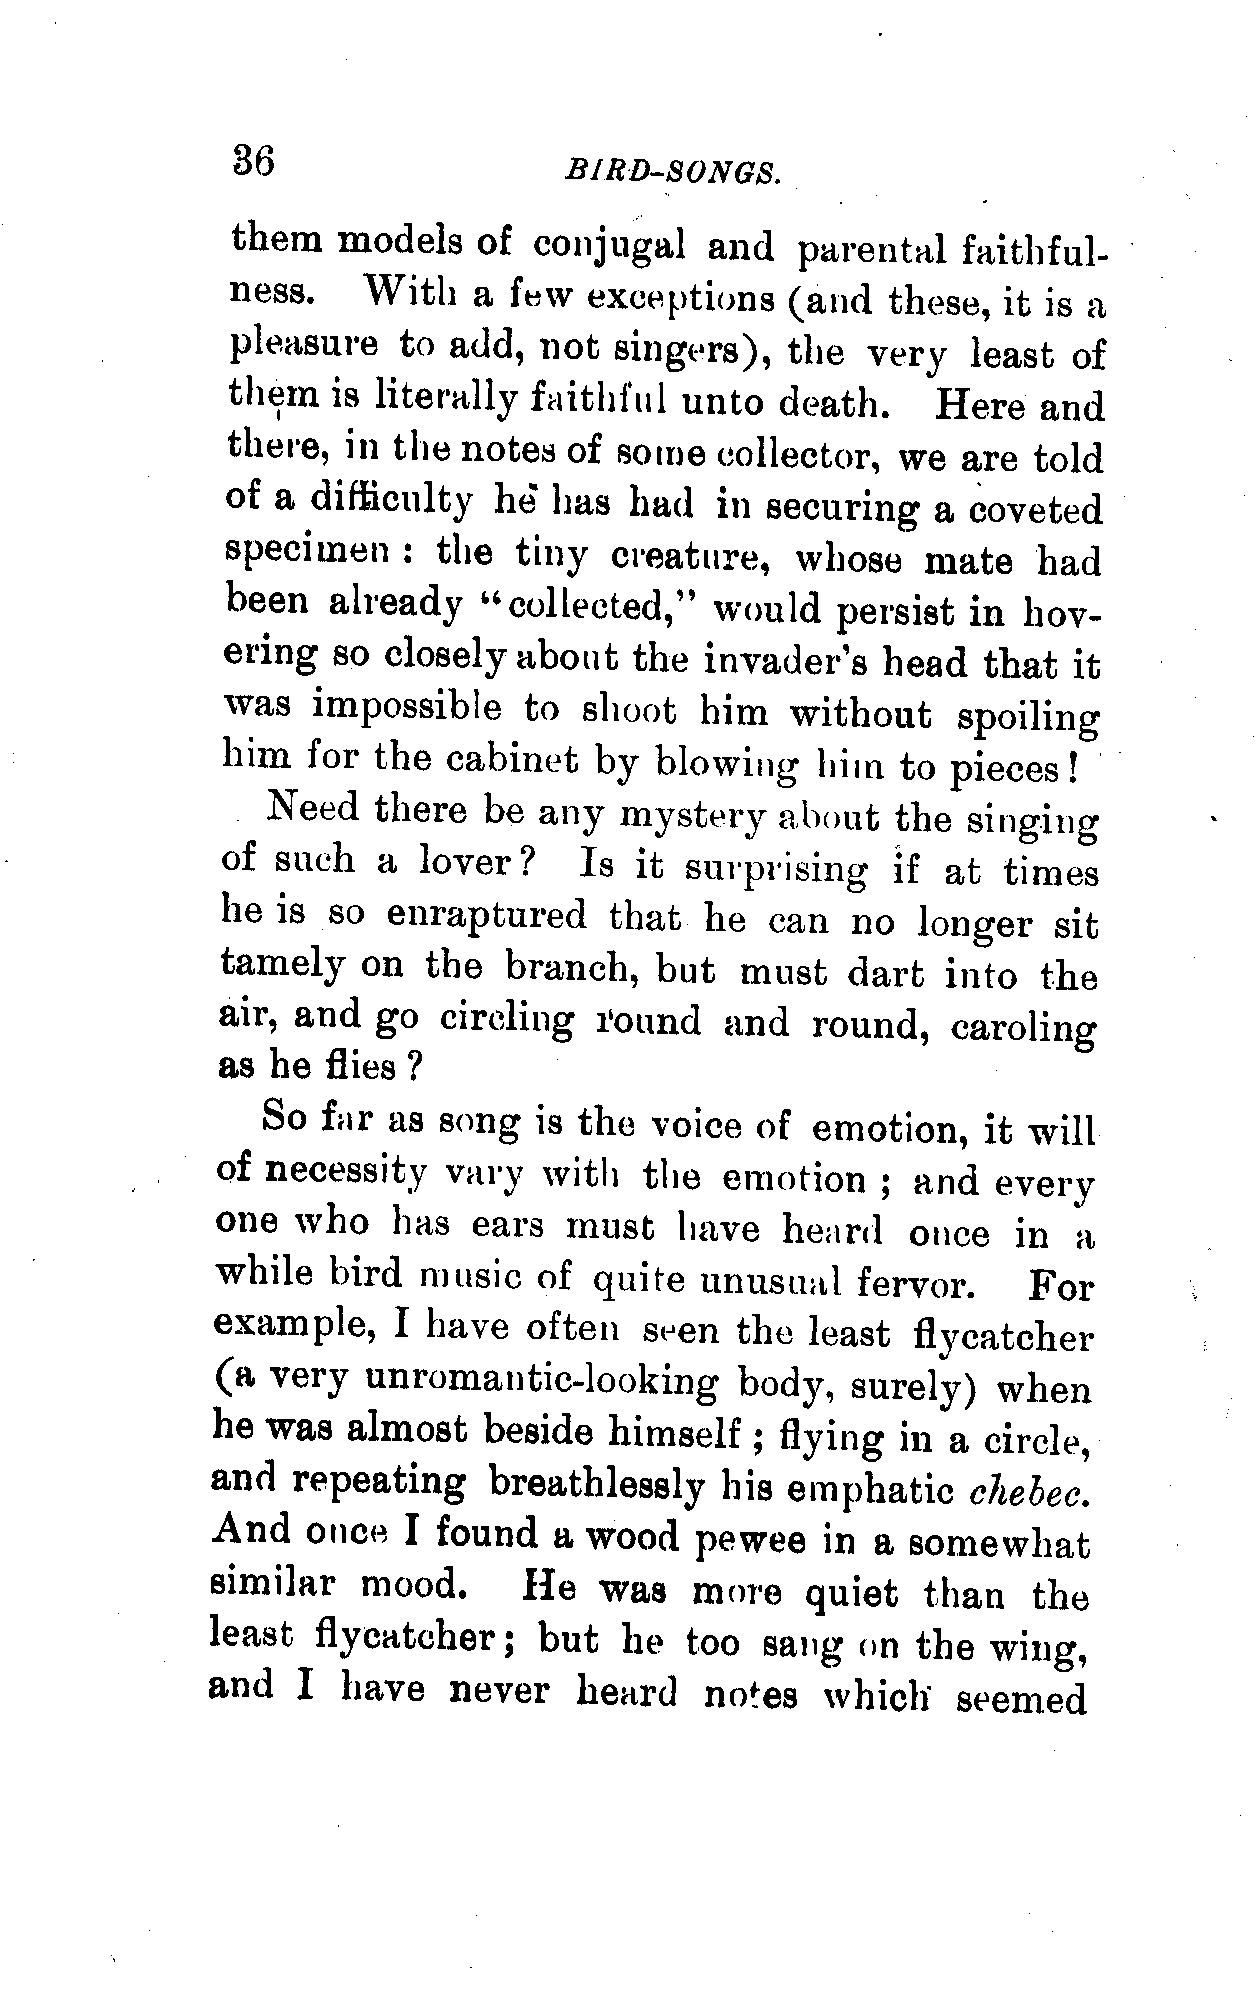 36
BIRD-SONGS.
them models of conjugal and parental faithful-
ness. With a few exceptions (and these, it is a
pleasure to add, not singers), the very least of
them is literally faithful unto death. Here and
there, in the notes of some collector, we are told
of a difficulty he has had in securing a coveted
specimen : the tiny creature, whose mate had
been already “collected,” would persist in hov-
ering so closely about the invader's head that it
was impossible to shoot him without spoiling
him for the cabinet by blowing him to pieces !
Need there be any mystery about the singing
of such a lover? Is it surprising if at times
he is so enraptured that he can no longer sit
tamely on the branch, but must dart into the
air, and go circling round and round, caroling
as he flies ?
So far as song is the voice of emotion, it will
of necessity vary with the emotion ; and every
one who has ears must have heard once in a
while bird music of quite unusual fervor. For
example, I have often seen the least flycatcher
(a very unromantic-looking body, surely) when
he was almost beside himself ; flying in a circle,
and repeating breathlessly his emphatic chebec.
And once I found a wood pewee in a somewhat
similar mood. He was more quiet than the
least flycatcher ; but he too sang on the wing,
and I have never heard notes which seemed